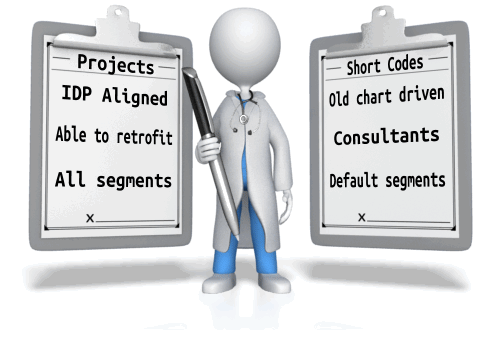 Projects
IDP Aligned
Able to retrofit
All segments
x
Short Codes
Old chart driven
Consultants
Default segments
x